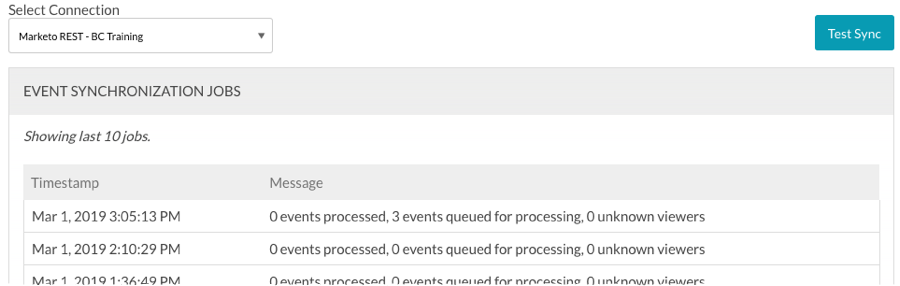 Select Connection
Marketo REST - BC Training
Test Sync
EVENT SYNCHRONIZATION JOBS
Showing last 10 jobs.
Timestamp Message
Mar 1, 2019 3:05:13 PM 0 events processed, 3 events queued for processing, 0 unknown viewers
Mar 1, 2019 2:10:29 PM 0 events processed, 0 events queued for processing, 0 unknown viewers
Mar 1, 2019 1:36:49 PM 0 events processed, 0 events queued for processing, 0 unknown viewers